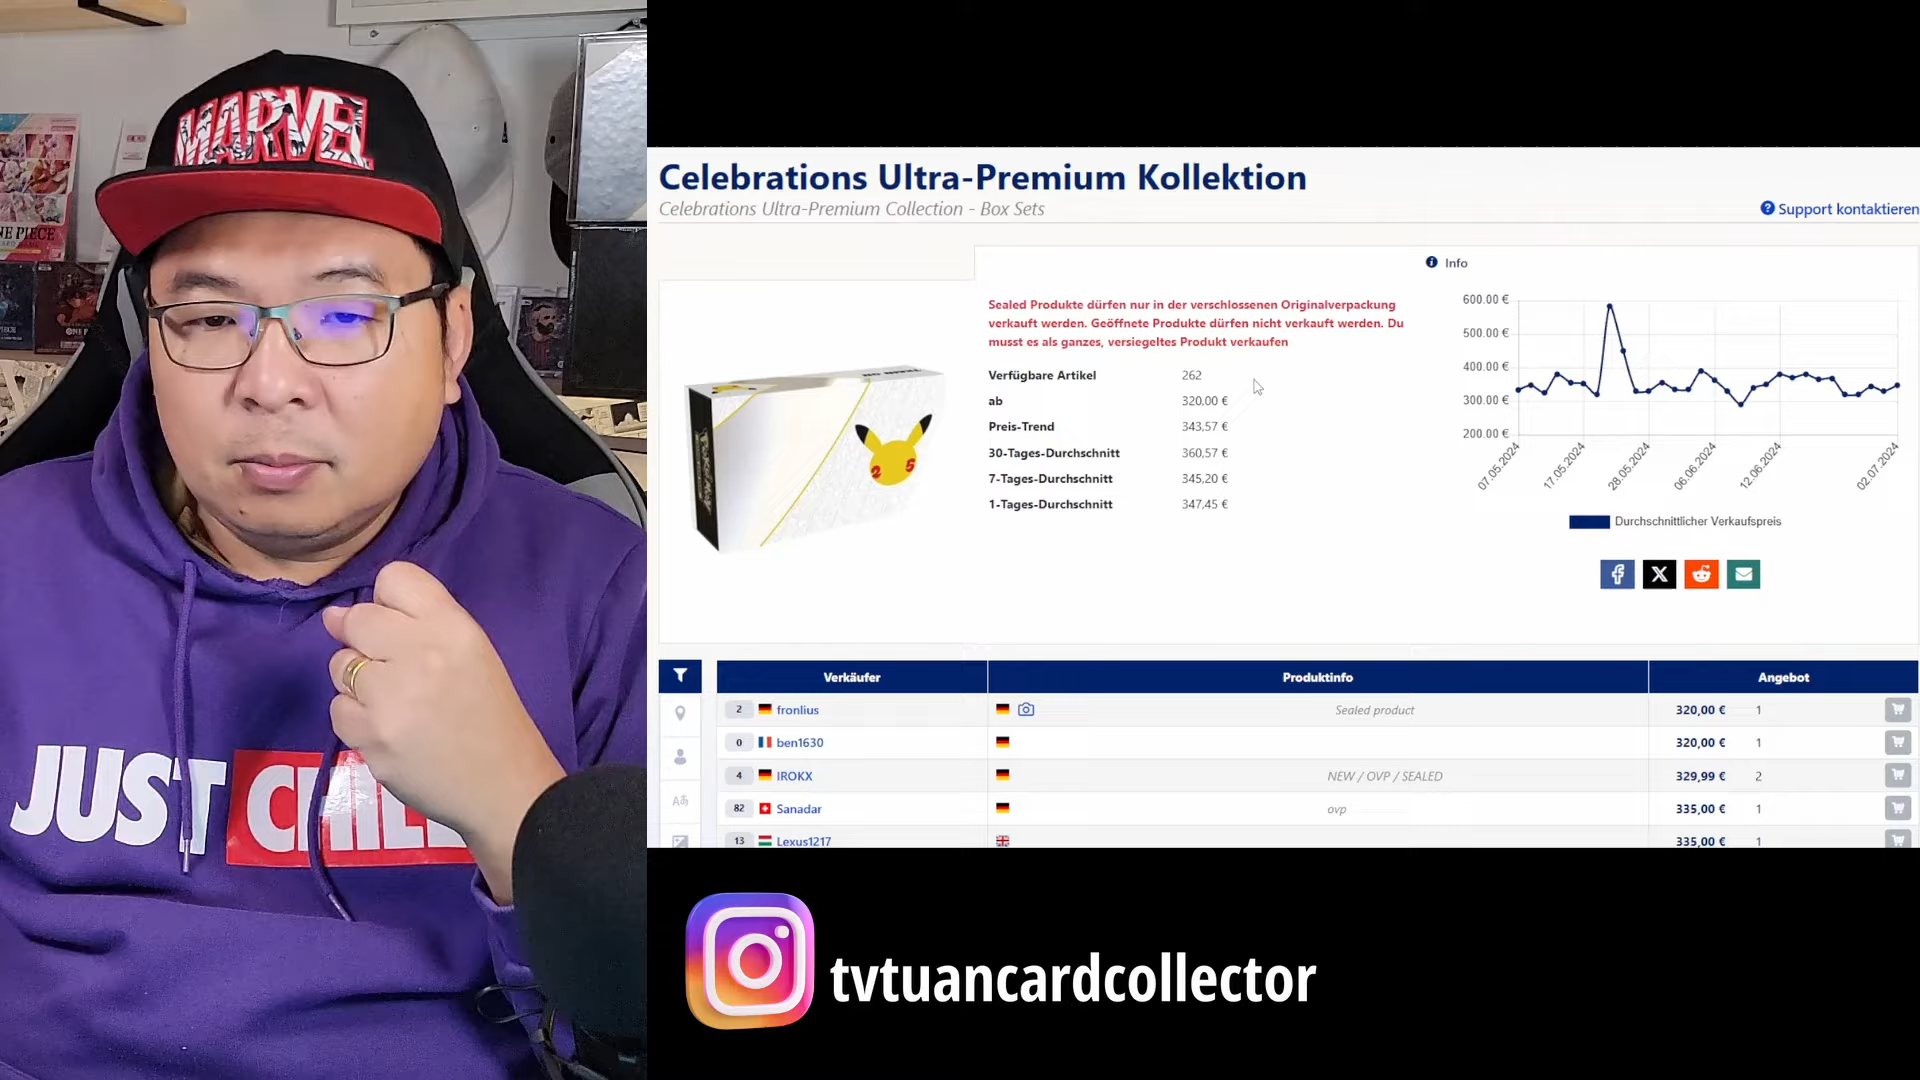 MARVEL
NE PIECE
JUST CHILL
Celebrations Ultra-Premium Kollektion
Celebrations Ultra-Premium Collection - Box Sets
Support kontaktieren
Info
Sealed Produkte dürfen nur in der verschlossenen Originalverpackung
verkauft werden. Geöffnete Produkte dürfen nicht verkauft werden. Du
musst es als ganzes, versiegeltes Produkt verkaufen
Verfügbare Artikel 262
ab 320,00 €
Preis-Trend 343,57 €
30-Tages-Durchschnitt 360,57 €
7-Tages-Durchschnitt 345,20 €
1-Tages-Durchschnitt 347,45 €
25
600.00 €
500.00 €
400.00 €
300.00 €
200.00 €
07.05.2024 17.05.2024 28.05.2024 06.06.2024 12.06.2024 02.07.2024
Durchschnittlicher Verkaufspreis
Verkäufer Produktinfo Angebot
2 fronlius Sealed product 320,00 € 1
0 ben1630 320,00 € 1
4 IROKX NEW / OVP / SEALED 329,99 € 2
82 Sanadar ovp 335,00 € 1
13 Lexus1217 335,00 € 1
tvtuancardcollector